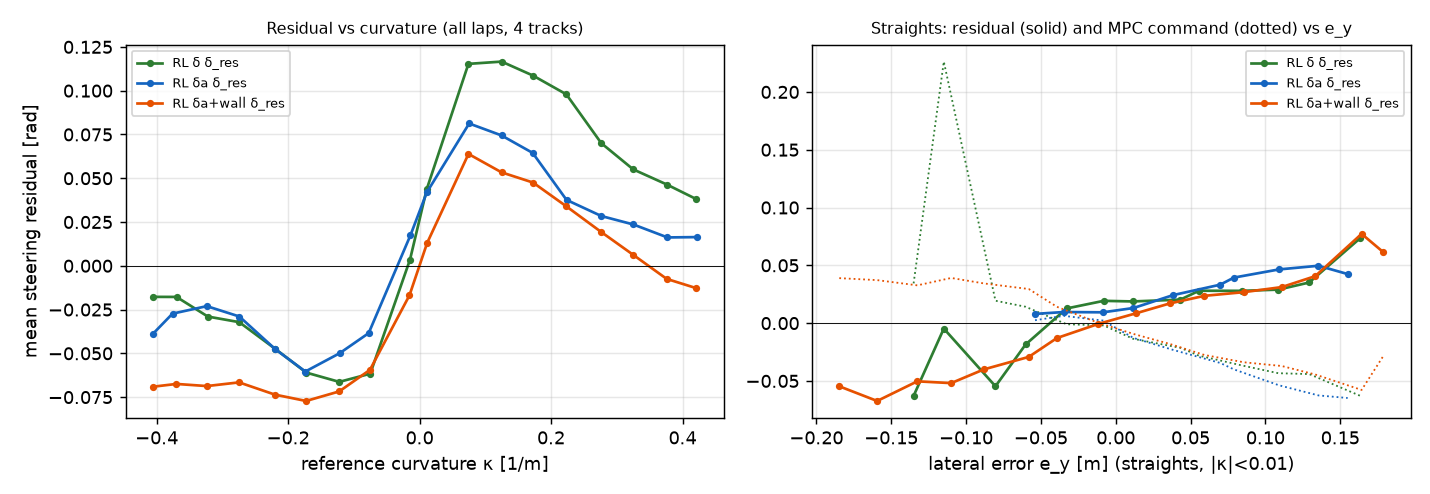 Residual vs curvature (all laps, 4 tracks)
mean steering residual [rad]
0.125
0.100
0.075
0.050
0.025
0.000
−0.025
−0.050
−0.075
RL δ δ_res
RL δa δ_res
RL δa+wall δ_res
−0.4
−0.2
0.0
0.2
0.4
reference curvature κ [1/m]
Straights: residual (solid) and MPC command (dotted) vs e_y
0.20
0.15
0.10
0.05
0.00
−0.05
RL δ δ_res
RL δa δ_res
RL δa+wall δ_res
−0.20
−0.15
−0.10
−0.05
0.00
0.05
0.10
0.15
lateral error e_y [m] (straights, |κ|<0.01)